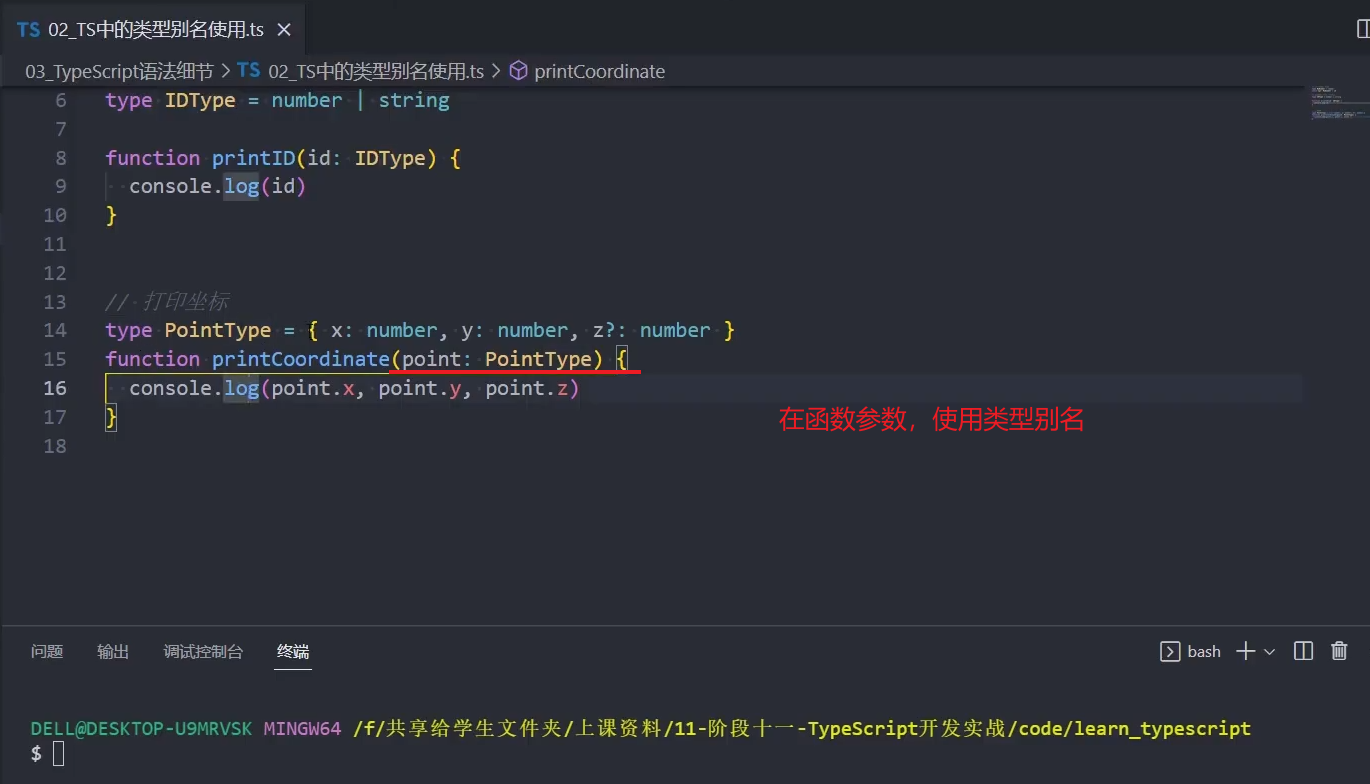 TS 02_TS中的类型别名使用.ts ×
03_TypeScript语法细节 > TS 02_TS中的类型别名使用.ts > printCoordinate
6 type IDType = number | string
7
8 function printID(id: IDType) {
9 console.log(id)
10 }
11
12
13 // 打印坐标
14 type PointType = { x: number, y: number, z?: number }
15 function printCoordinate(point: PointType) {
16 console.log(point.x, point.y, point.z)
17 }
在函数参数，使用类型别名
18
问题 输出 调试控制台 终端 bash
DELL@DESKTOP-U9MRVSK MINGW64 /f/共享给学生文件夹/上课资料/11-阶段十一-TypeScript开发实战/code/learn_typescript
$